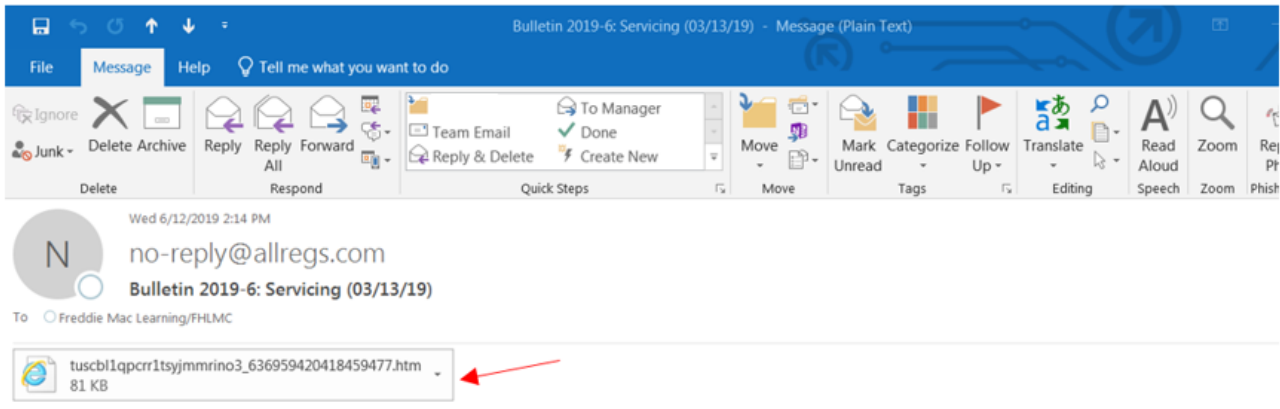 Bulletin 2019-6: Servicing (03/13/19) - Message (Plain Text)
File Message Help Tell me what you want to do
Ignore
Junk
Delete Archive
Reply Reply All Forward
To Manager
Team Email Done
Reply & Delete Create New
Move
Mark Unread Categorize Follow Up
Translate
Read Aloud
Zoom
Delete Respond Quick Steps Move Tags Editing Speech Zoom Phish
Wed 6/12/2019 2:14 PM
N
no-reply@allregs.com
Bulletin 2019-6: Servicing (03/13/19)
To Freddie Mac Learning/FHLMC
tuscbl1qpcrr1tsyjmmrino3_636959420418459477.htm
81 KB